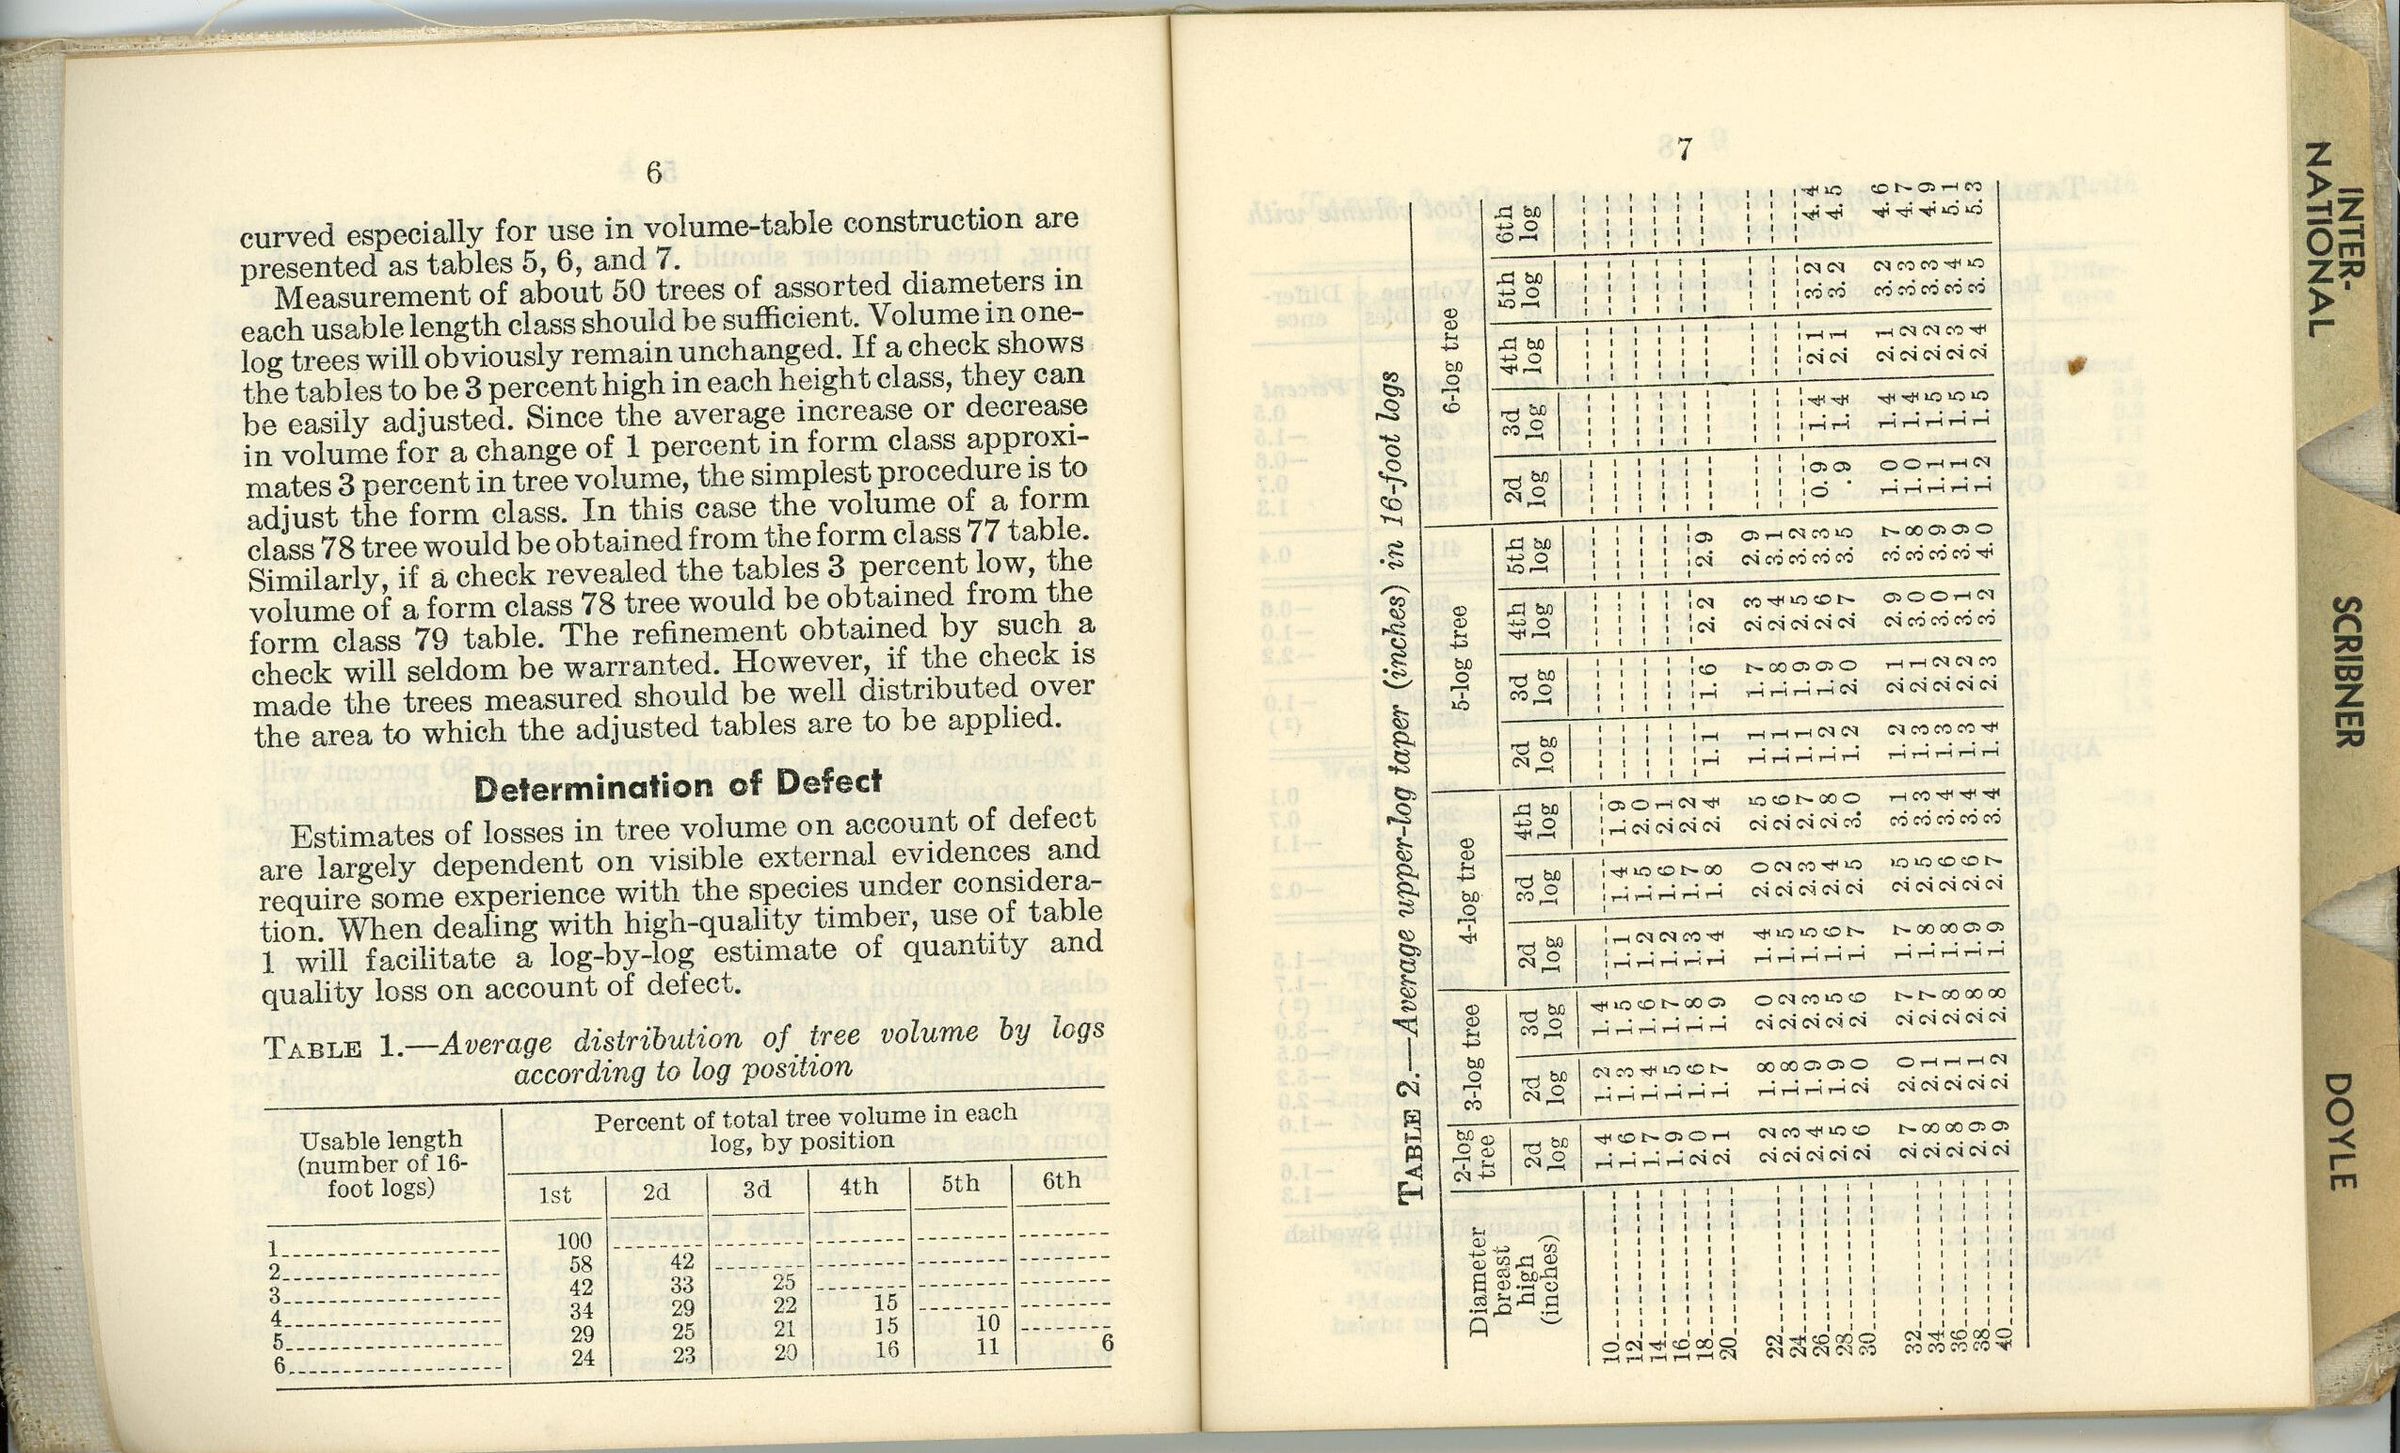 6
curved especially for use in volume-table construction are
presented as tables 5, 6, and 7.
Measurement of about 50 trees of assorted diameters in
each usable length class should be sufficient. Volume in one-
log trees will obviously remain unchanged. If a check shows
the tables to be 3 percent high in each height class, they can
be easily adjusted. Since the average increase or decrease
in volume for a change of 1 percent in form class approxi-
mates 3 percent in tree volume, the simplest procedure is to
adjust the form class. In this case the volume of a form
class 78 tree would be obtained from the form class 77 table.
Similarly, if a check revealed the tables 3 percent low, the
volume of a form class 78 tree would be obtained from the
form class 79 table. The refinement obtained by such a
check will seldom be warranted. However, if the check is
made the trees measured should be well distributed over
the area to which the adjusted tables are to be applied.
Determination of Defect
Estimates of losses in tree volume on account of defect
are largely dependent on visible external evidences and
require some experience with the species under considera-
tion. When dealing with high-quality timber, use of table
1 will facilitate a log-by-log estimate of quantity and
quality loss on account of defect.
TABLE 1.—Average distribution of tree volume by logs
according to log position
Usable length
(number of 16-
foot logs)
Percent of total tree volume in each
log, by position
1st 2d 3d 4th 5th 6th
1 100
2 58 42
3 42 33 25
4 34 29 22 15
5 29 25 21 15 10
6 24 23 20 16 11 6
7
TABLE 2.—Average upper-log taper (inches) in 16-foot logs
Diameter
breast
high
(inches)
2-log
tree
3-log tree 4-log tree 5-log tree 6-log tree
2d log 2d log 3d log 2d log 3d log 4th log 2d log 3d log 4th log 5th log 2d log 3d log 4th log 5th log 6th log
10 1.4 1.2 1.4
12 1.6 1.3 1.5 1.1 1.4 1.9
14 1.7 1.4 1.6 1.2 1.5 2.0
16 1.9 1.5 1.7 1.2 1.6 2.1
18 2.0 1.6 1.8 1.3 1.7 2.2
20 2.1 1.7 1.9 1.4 1.8 2.4 1.1 1.6 2.2 2.9
22 2.2 1.8 2.0 1.4 2.0 2.5 1.1 1.7 2.3 2.9
24 2.3 1.8 2.2 1.5 2.2 2.6 1.1 1.8 2.4 3.1
26 2.4 1.9 2.3 1.5 2.3 2.7 1.1 1.9 2.5 3.2
28 2.5 1.9 2.5 1.6 2.4 2.8 1.2 1.9 2.6 3.3 0.9 1.4 2.1 3.2 4.4
30 2.6 2.0 2.6 1.7 2.5 3.0 1.2 2.0 2.7 3.5 .9 1.4 2.1 3.2 4.5
32 2.7 2.0 2.7 1.7 2.5 3.1 1.2 2.1 2.9 3.7 1.0 1.4 2.1 3.2 4.6
34 2.8 2.1 2.7 1.8 2.5 3.3 1.3 2.1 3.0 3.8 1.0 1.4 2.2 3.3 4.7
36 2.8 2.1 2.8 1.8 2.6 3.4 1.3 2.2 3.0 3.9 1.1 1.5 2.2 3.3 4.9
38 2.9 2.1 2.8 1.9 2.6 3.4 1.3 2.2 3.1 3.9 1.1 1.5 2.3 3.4 5.1
40 2.9 2.2 2.8 1.9 2.7 3.4 1.4 2.3 3.2 4.0 1.2 1.5 2.4 3.5 5.3
INTER-
NATIONAL
SCRIBNER
DOYLE